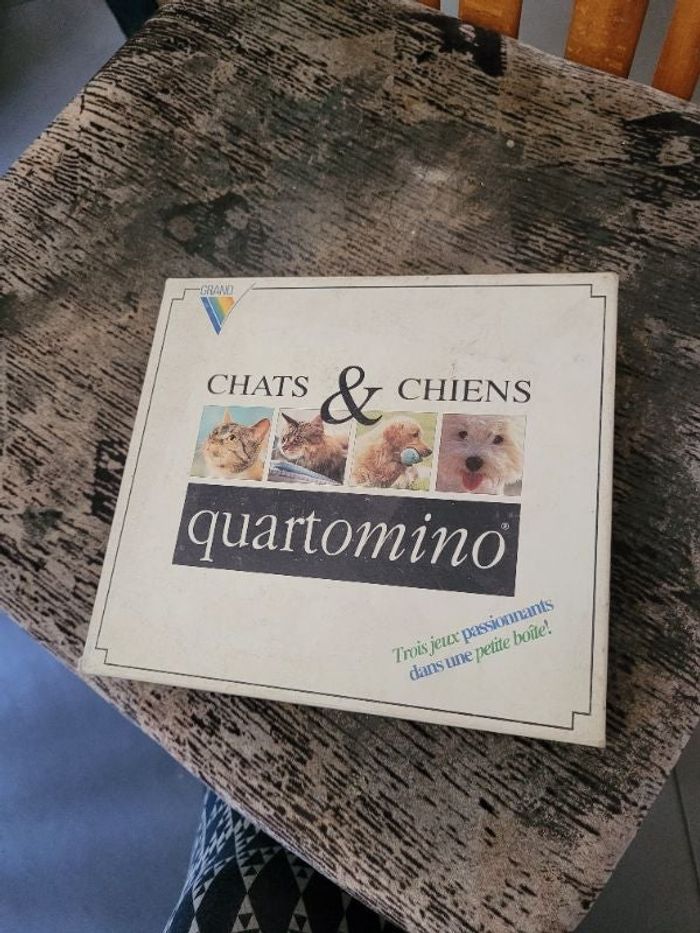 GRAND
CHATS & CHIENS
quartomino®
Trois jeux passionnants
dans une petite boîte!